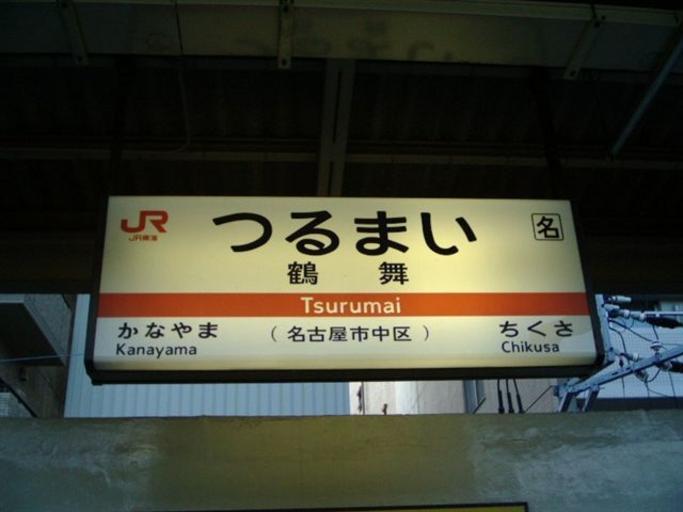 JR
JR東海
つるまい
名
鶴 舞
Tsurumai
かなやま
Kanayama
(名古屋市中区)
ちくさ
Chikusa